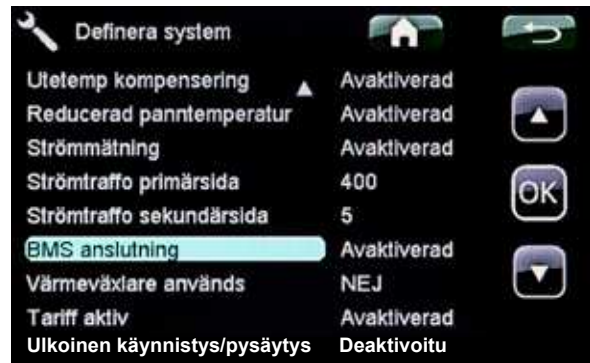 Definera system
Utetemp kompensering Avaktiverad
Reducerad panntemperatur Avaktiverad
Strömmätning Avaktiverad
Strömtraffo primärsida 400
Strömtraffo sekundärsida 5
OK
BMS anslutning Avaktiverad
Värmeväxlare används NEJ
Tariff aktiv Avaktiverad
Ulkoinen käynnistys/pysäytys Deaktivoitu